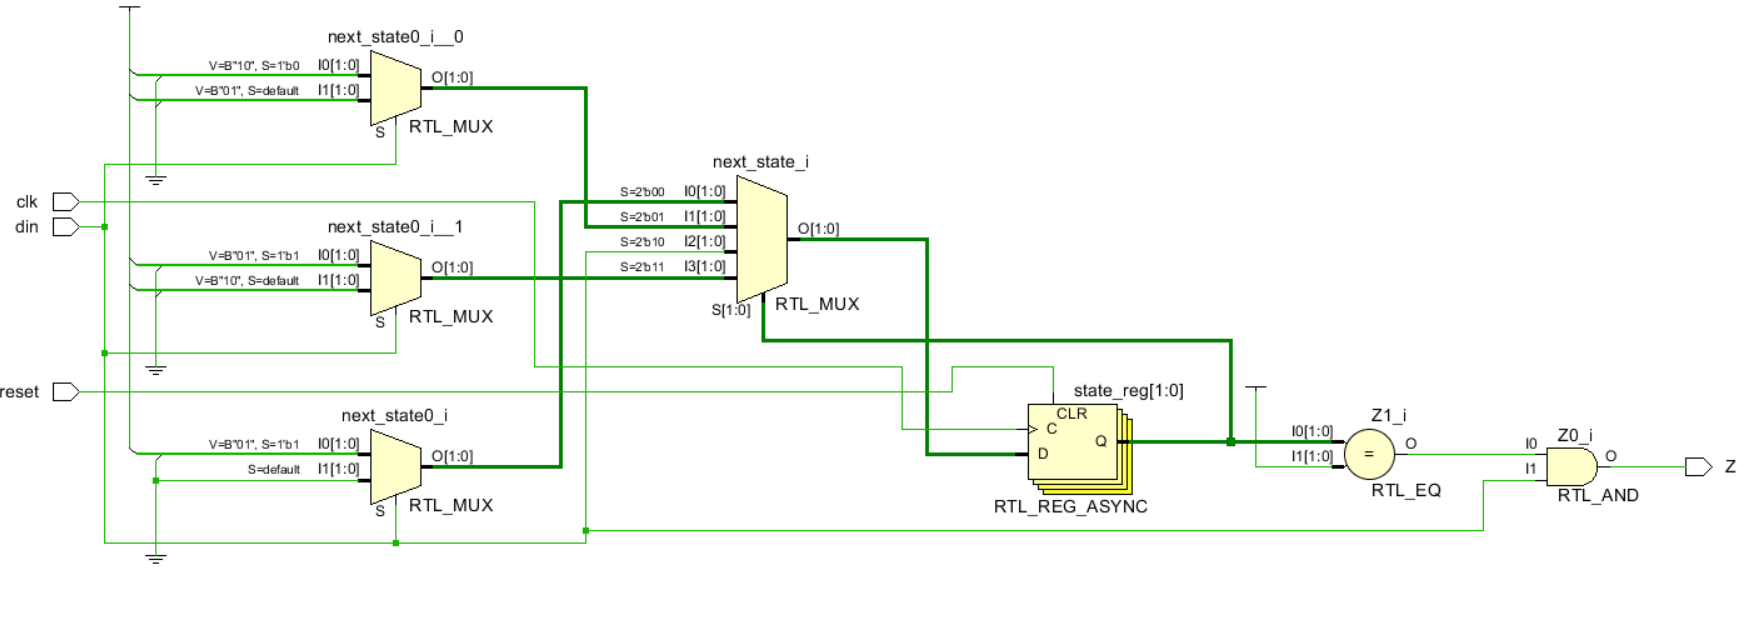 next_state0_i__0
V=B"10", S=1'b0 I0[1:0]
O[1:0]
V=B"01", S=default I1[1:0]
S
RTL_MUX
next_state_i
S=2'b00 I0[1:0]
clk
S=2'b01 I1[1:0]
din
next_state0_i__1
O[1:0]
S=2'b10 I2[1:0]
V=B"01", S=1'b1 I0[1:0]
O[1:0]
S=2'b11 I3[1:0]
V=B"10", S=default I1[1:0]
S[1:0]
RTL_MUX
S
RTL_MUX
reset
state_reg[1:0]
next_state0_i
CLR
Z1_i
C
I0[1:0]
Z0_i
V=B"01", S=1'b1 I0[1:0]
Q
O
I0
O[1:0]
D
=
I1[1:0]
O
Z
S=default I1[1:0]
I1
RTL_EQ
RTL_AND
S
RTL_MUX
RTL_REG_ASYNC